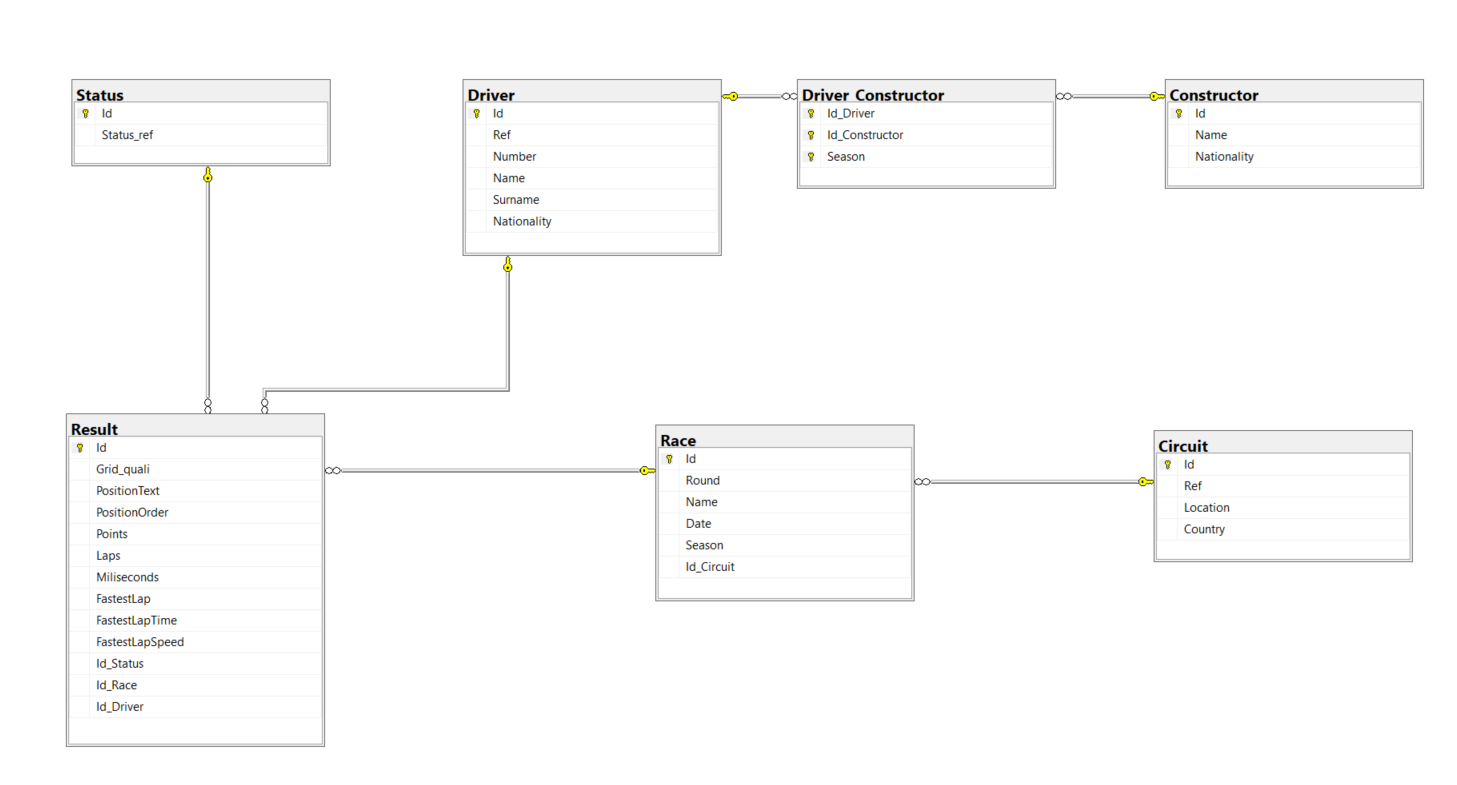 Status
Id
Status_ref
Driver
Id
Ref
Number
Name
Surname
Nationality
Driver_Constructor
Id_Driver
Id_Constructor
Season
Constructor
Id
Name
Nationality
Result
Id
Grid_quali
PositionText
PositionOrder
Points
Laps
Miliseconds
FastestLap
FastestLapTime
FastestLapSpeed
Id_Status
Id_Race
Id_Driver
Race
Id
Round
Name
Date
Season
Id_Circuit
Circuit
Id
Ref
Location
Country